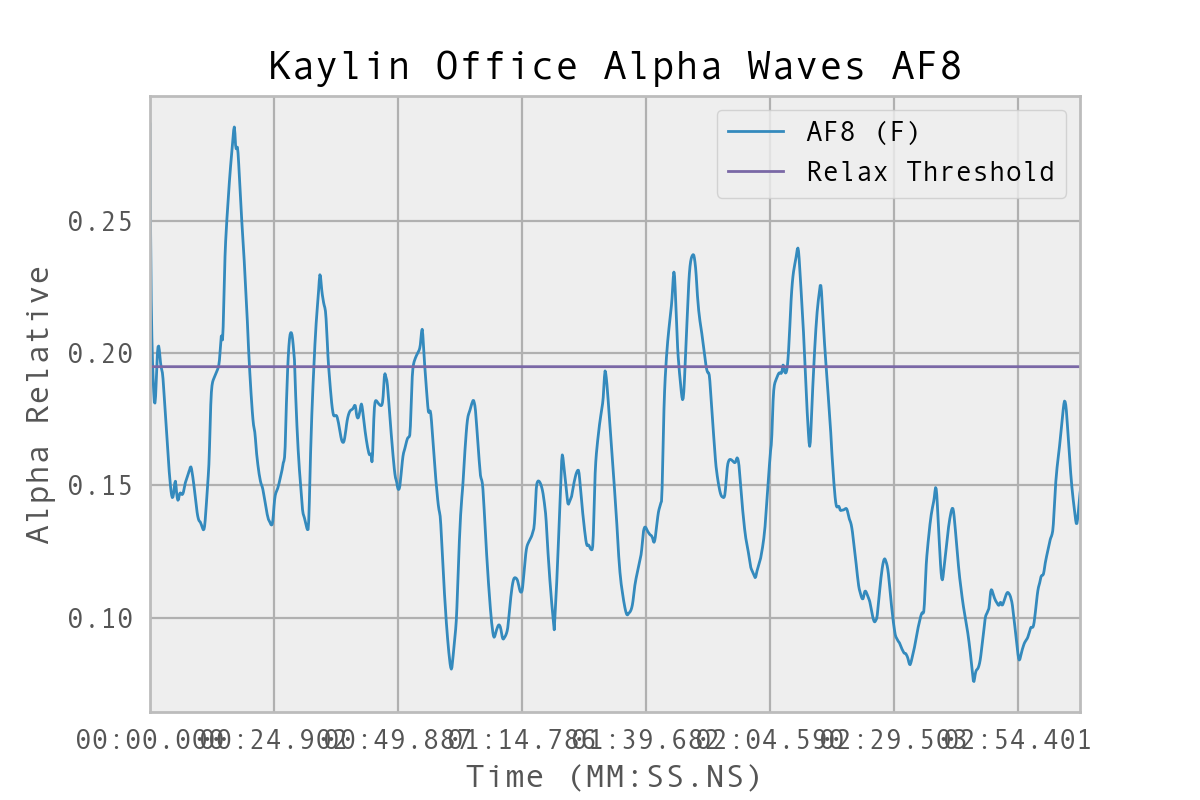 Kaylin Office Alpha Waves AF8
AF8 (F)
Relax Threshold
0.25
0.20
0.15
0.10
Alpha Relative
00:00.000 00:24.902 00:49.887 01:14.786 01:39.682 02:04.590 02:29.503 02:54.401
Time (MM:SS.NS)